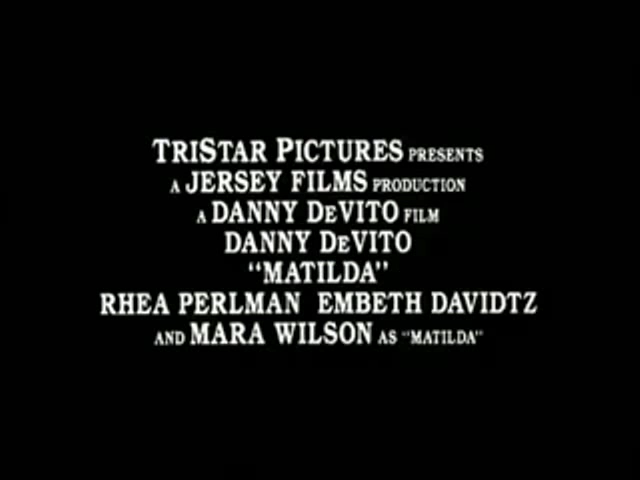 TRISTAR PICTURES PRESENTS
A JERSEY FILMS PRODUCTION
A DANNY DeVITO FILM
DANNY DeVITO
“MATILDA”
RHEA PERLMAN EMBETH DAVIDTZ
AND MARA WILSON AS “MATILDA”